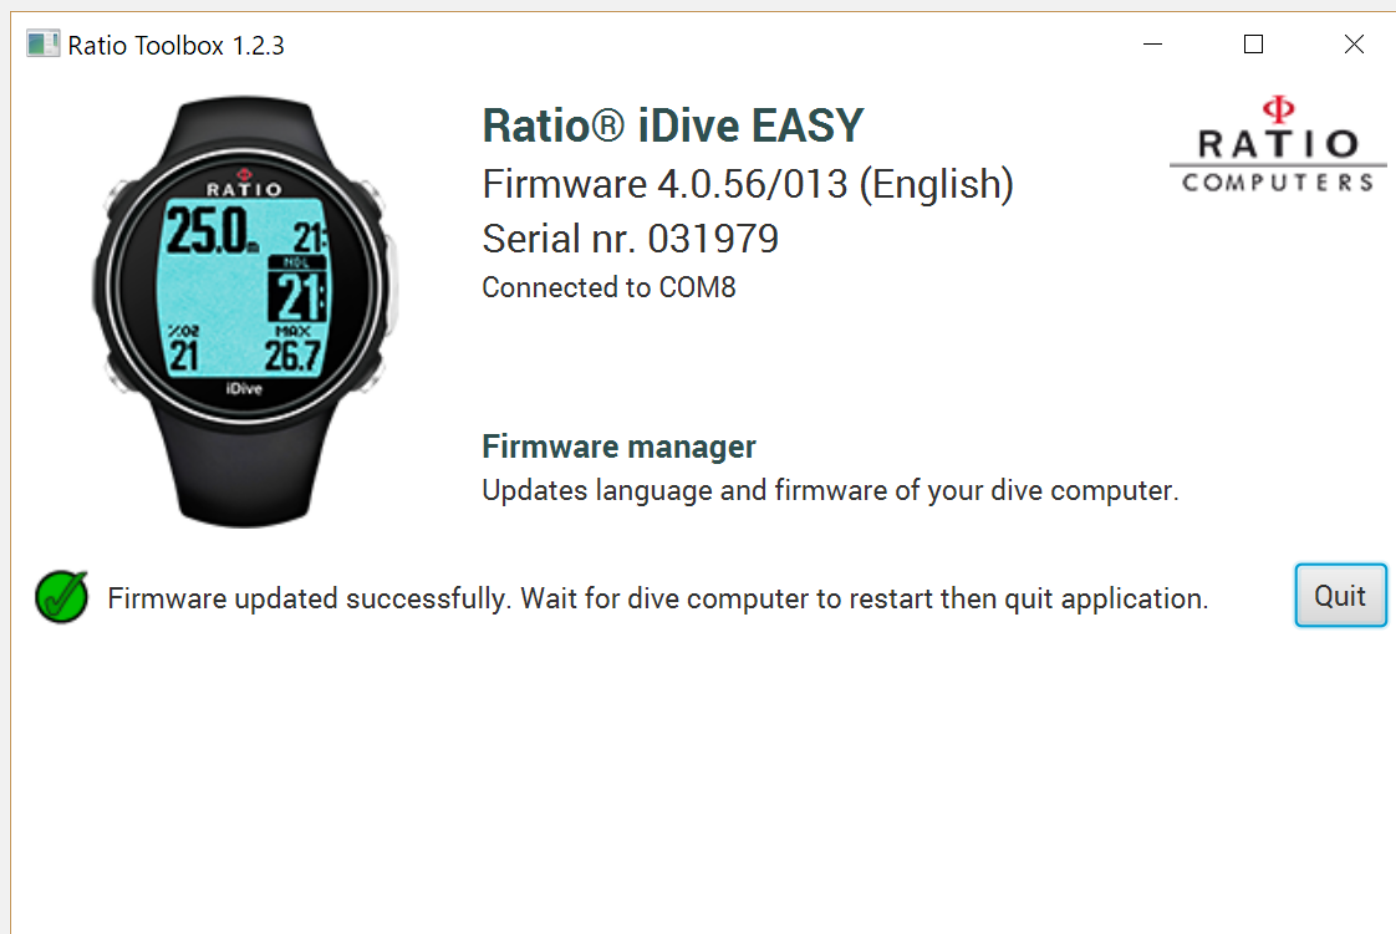 Ratio Toolbox 1.2.3
RATIO
25.0m
21:
NDL
21:
%O2
MAX
21
26.7
iDive
Ratio® iDive EASY
Firmware 4.0.56/013 (English)
Serial nr. 031979
Connected to COM8
RATIO
COMPUTERS
Firmware manager
Updates language and firmware of your dive computer.
Firmware updated successfully. Wait for dive computer to restart then quit application.
Quit